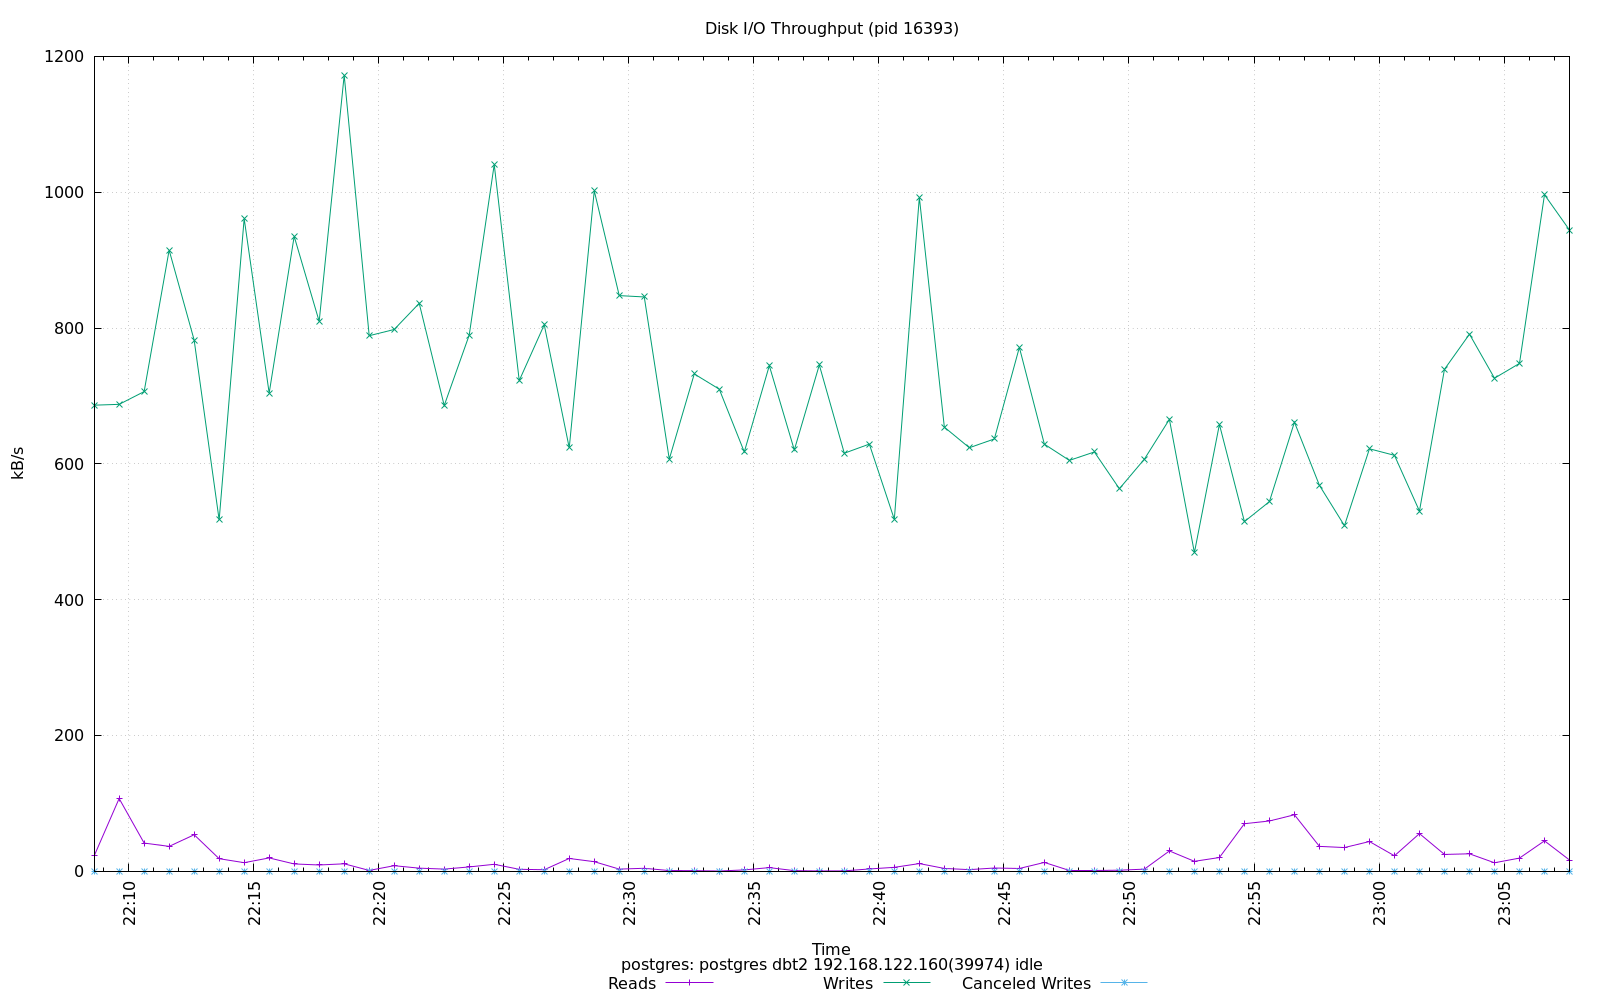 Disk I/O Throughput (pid 16393)
1200
1000
800
600
400
200
0
kB/s
22:10 22:15 22:20 22:25 22:30 22:35 22:40 22:45 22:50 22:55 23:00 23:05
Time
postgres: postgres dbt2 192.168.122.160(39974) idle
Reads Writes Canceled Writes